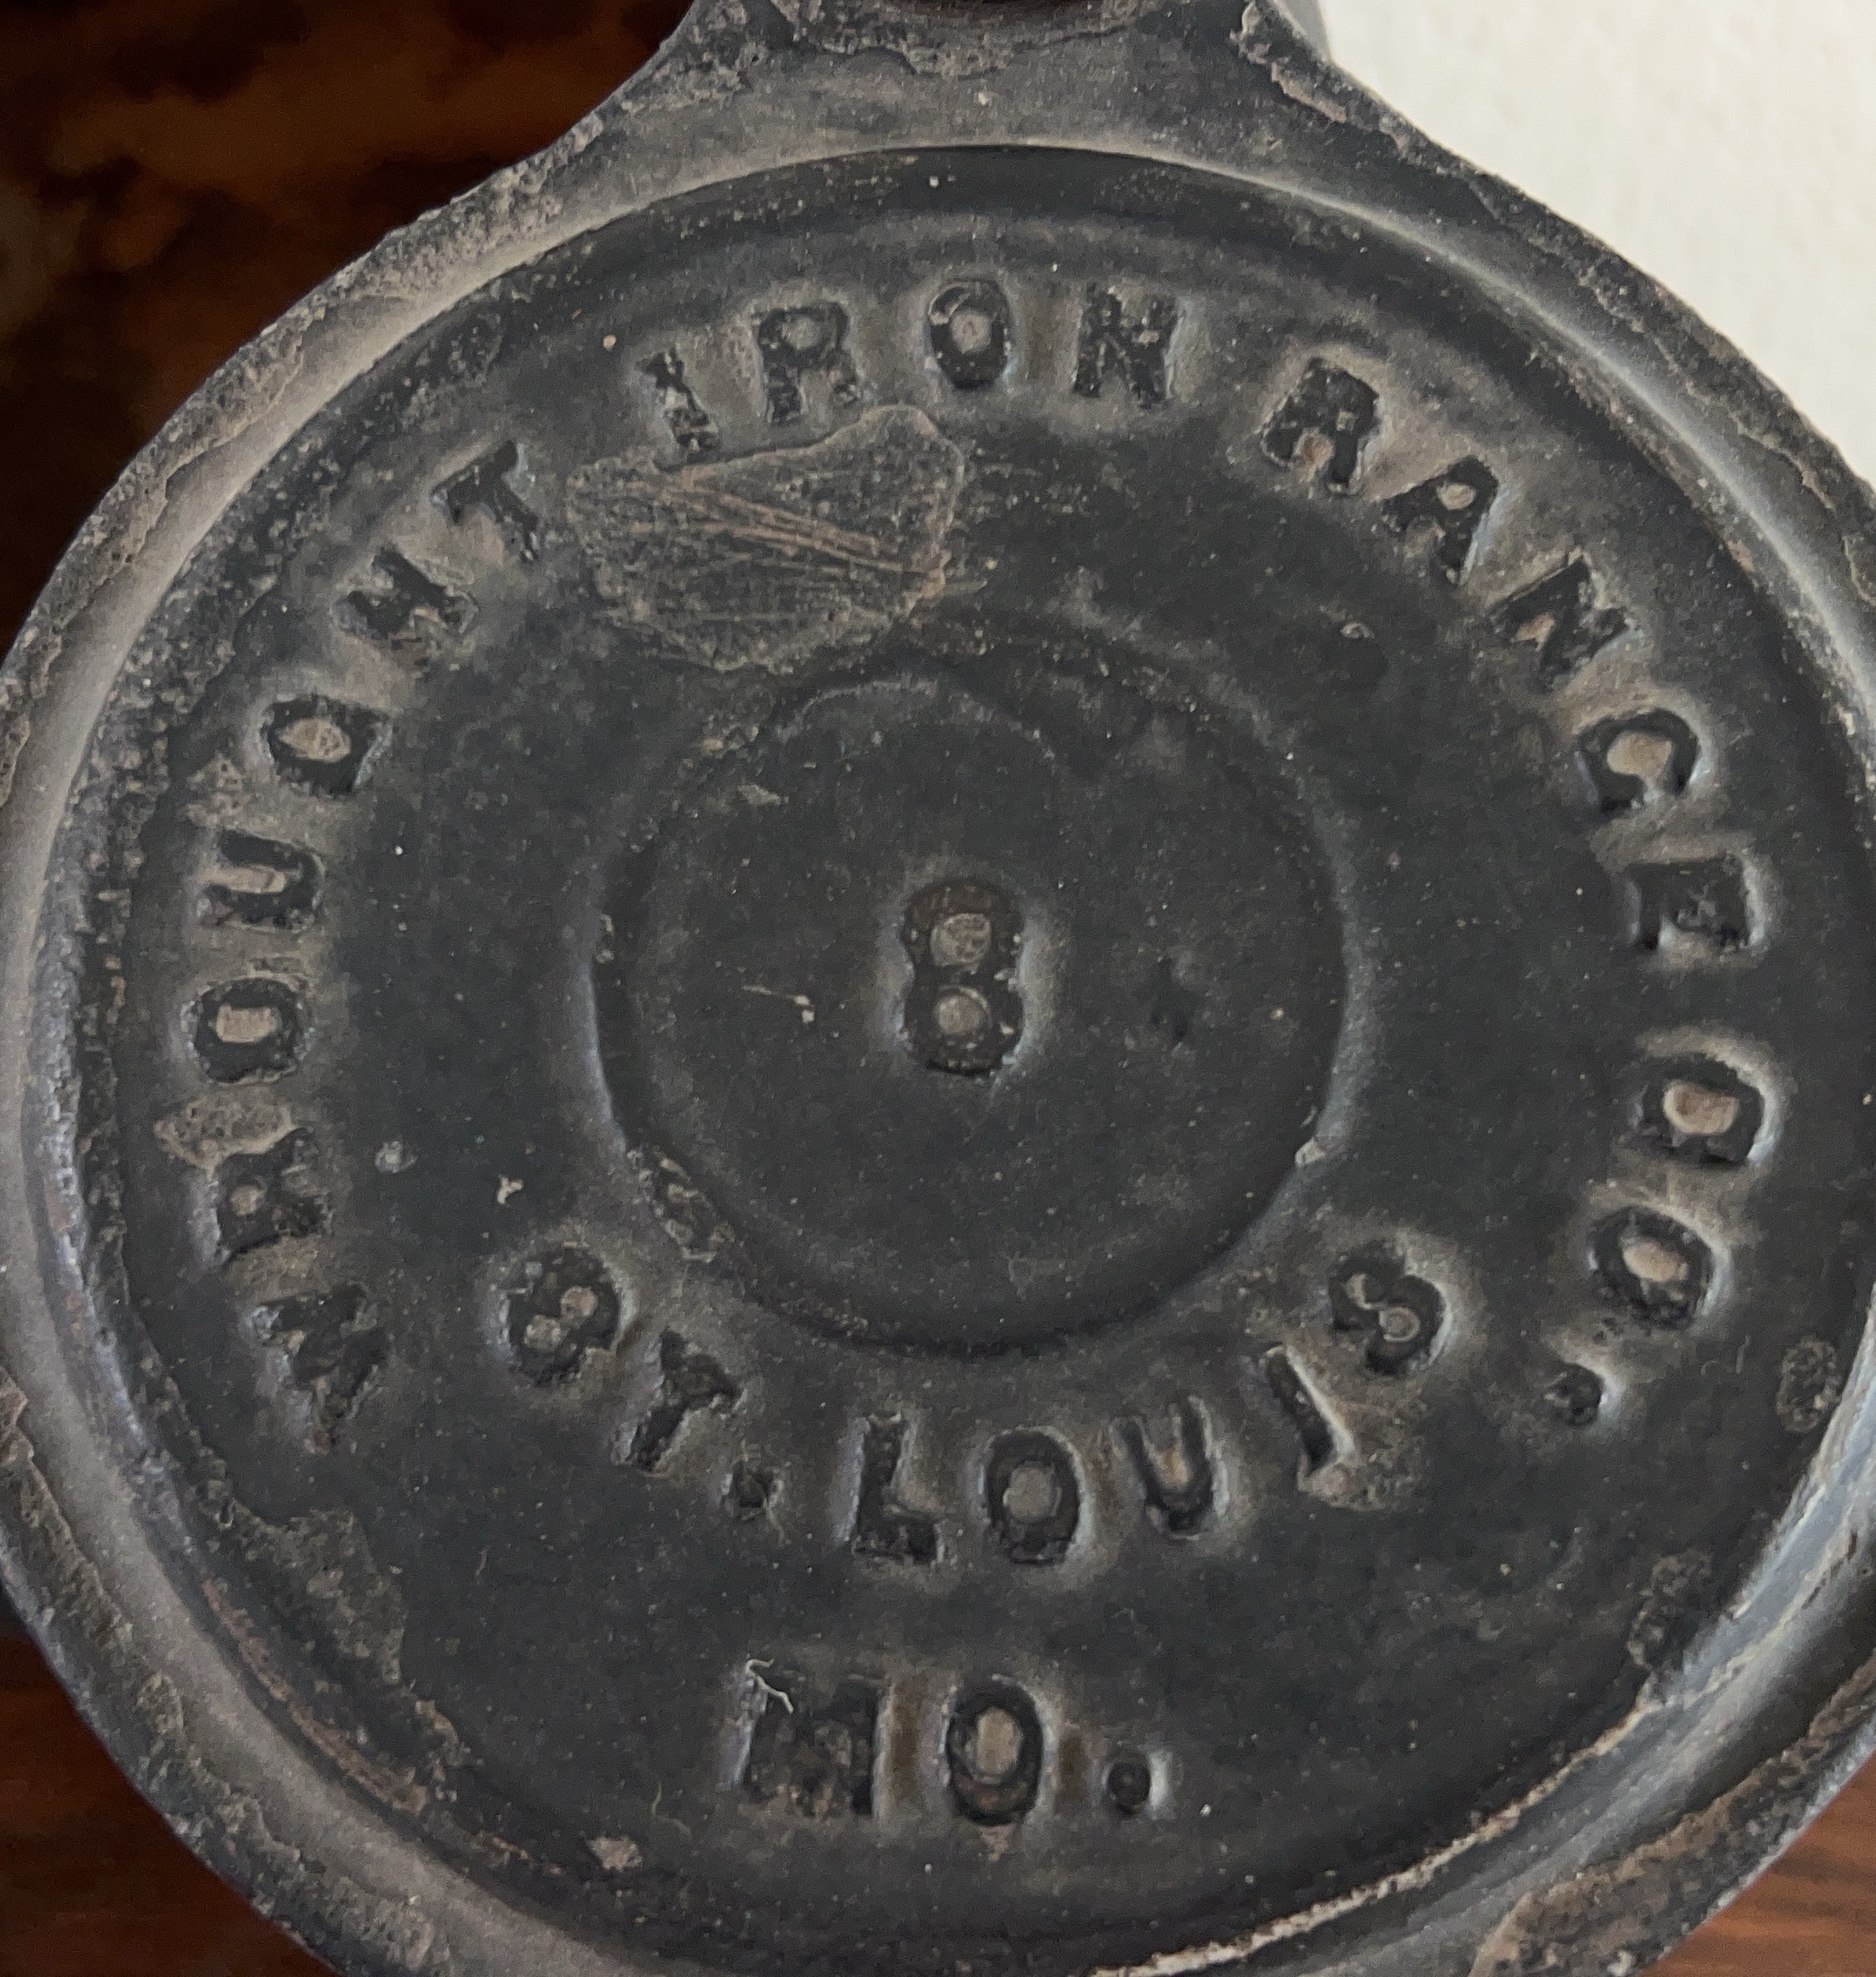 WROUGHT IRON RANGE CO.
8
ST. LOUIS
MO.